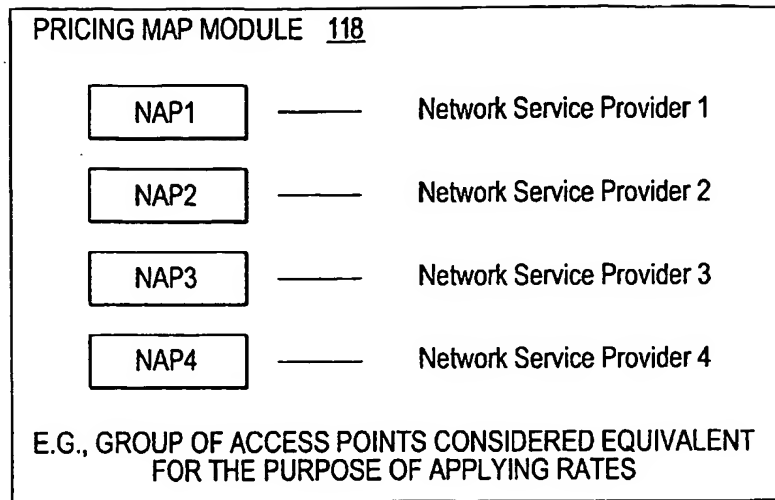 PRICING MAP MODULE 118
NAP1 Network Service Provider 1
NAP2 Network Service Provider 2
NAP3 Network Service Provider 3
NAP4 Network Service Provider 4
E.G., GROUP OF ACCESS POINTS CONSIDERED EQUIVALENT
FOR THE PURPOSE OF APPLYING RATES